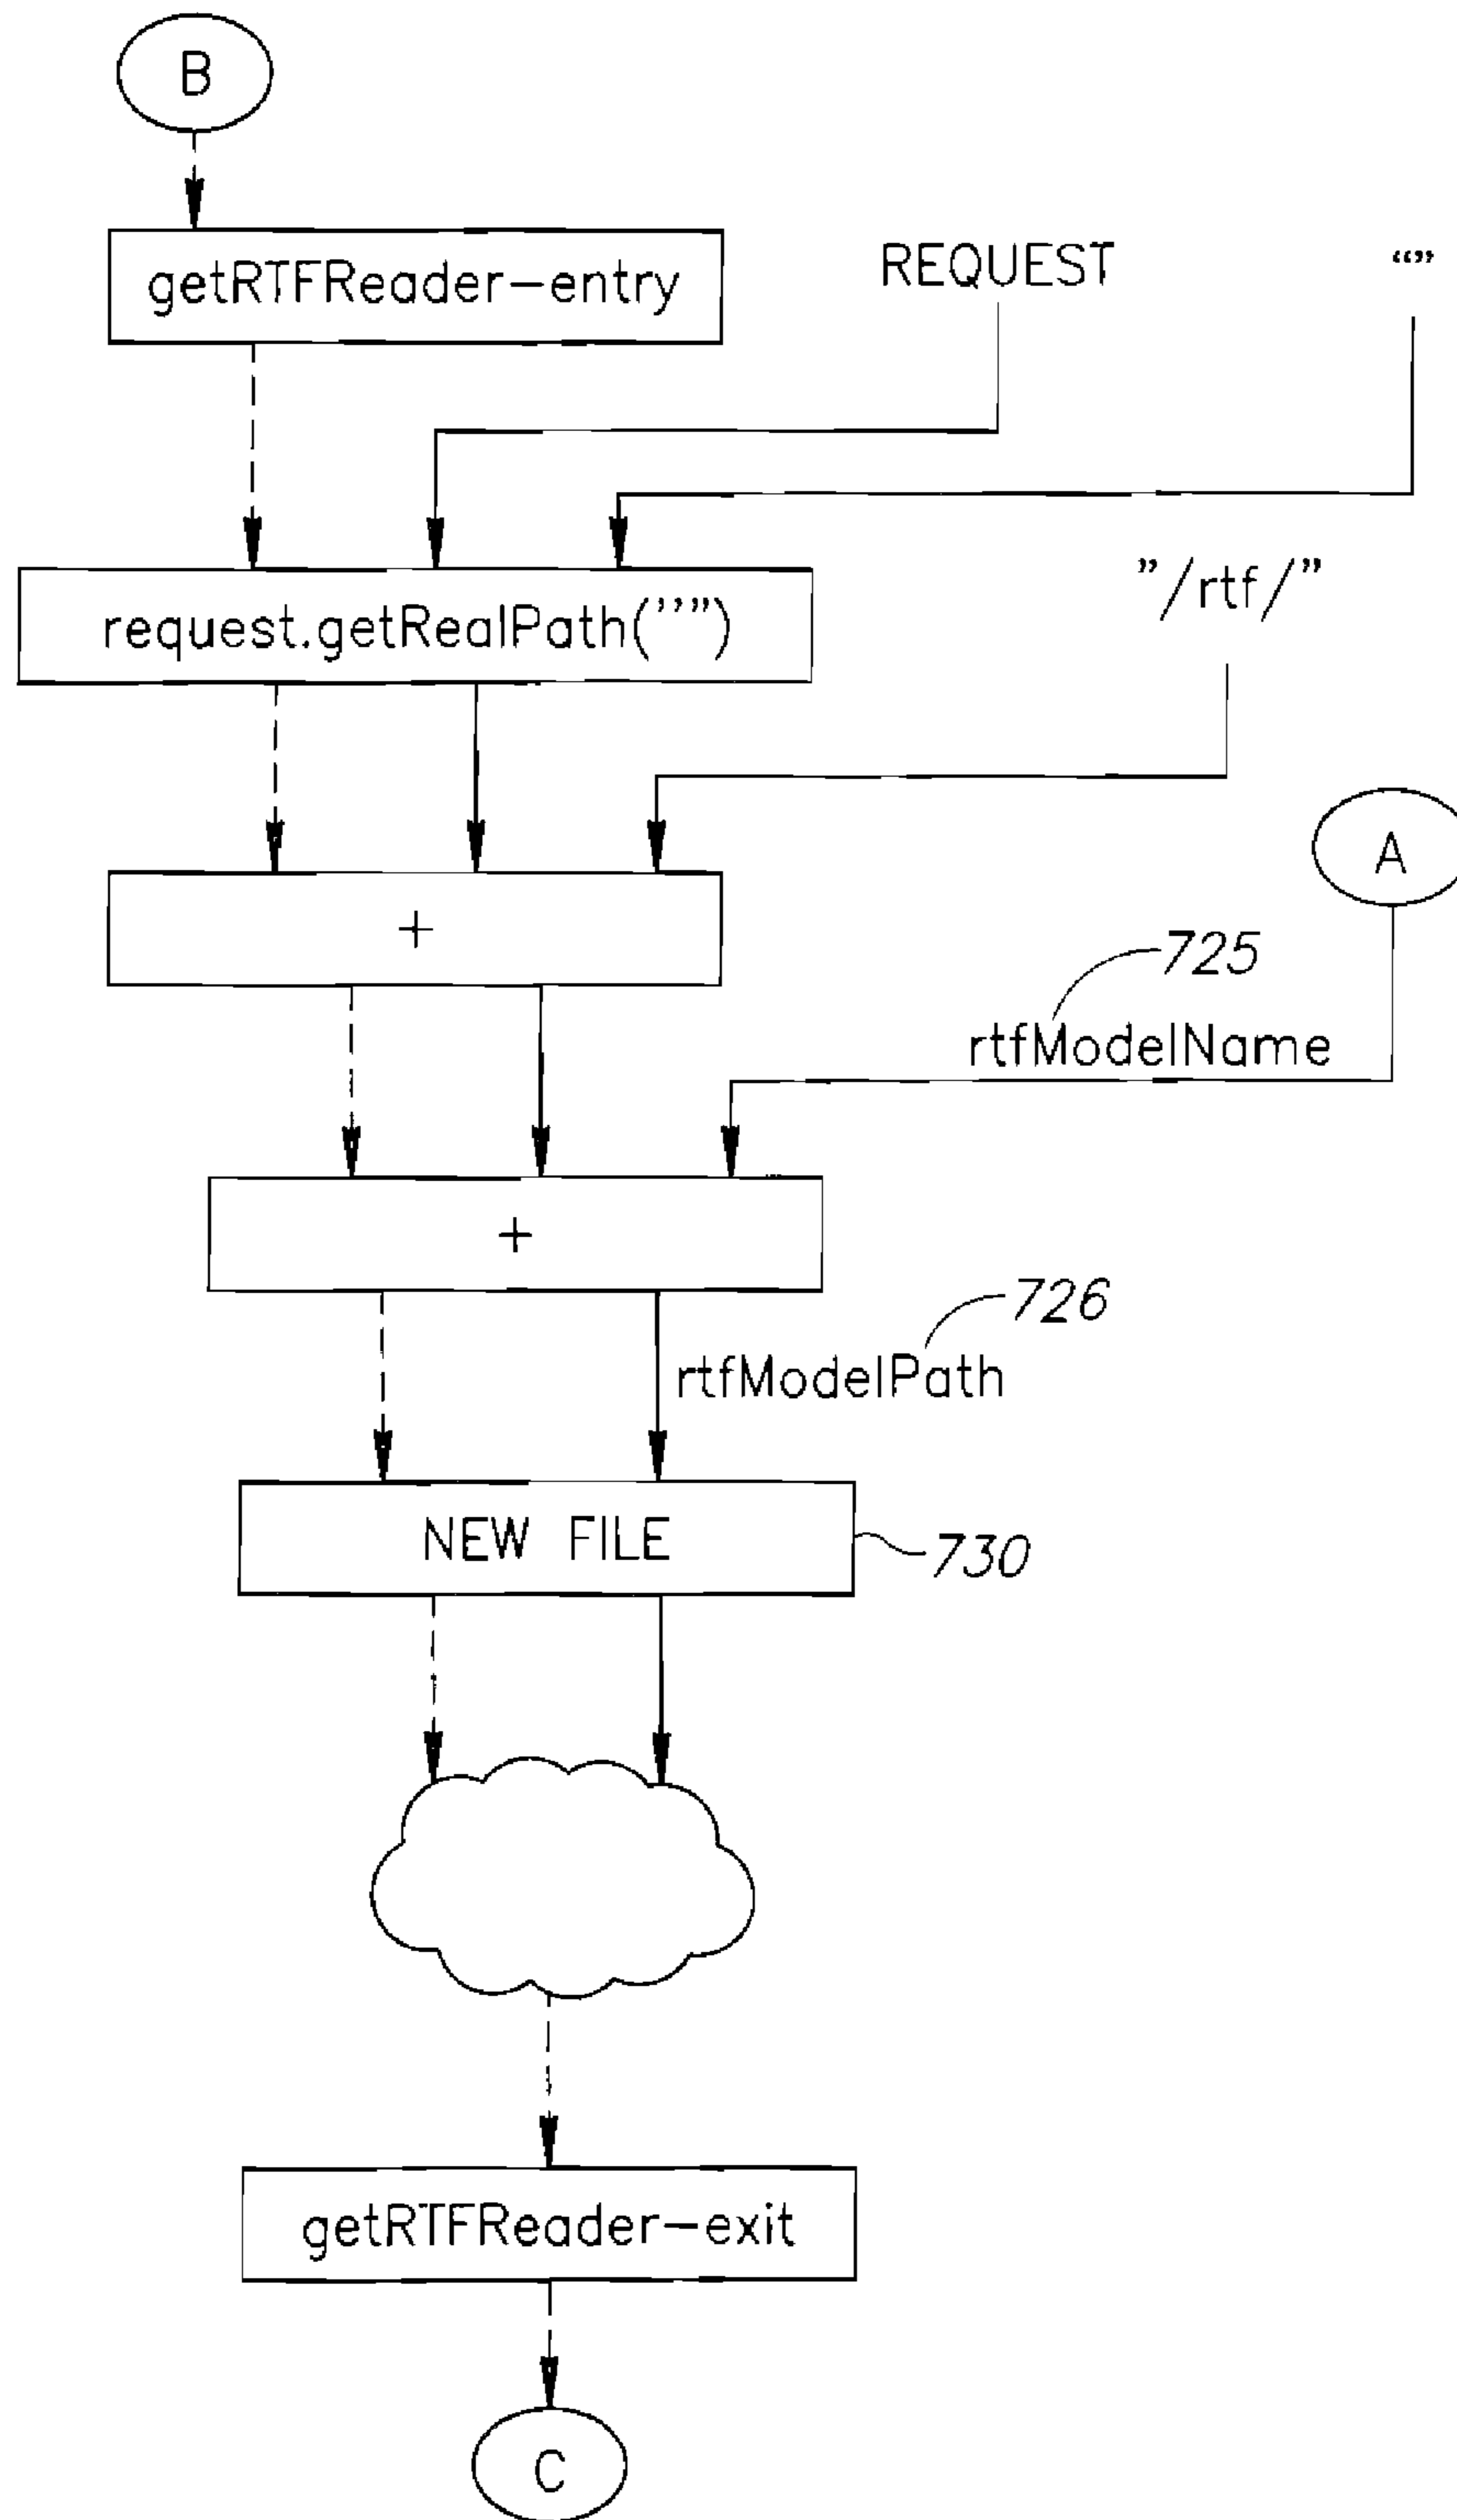 B
getRTFReader-entry
REQUEST
“”
request.getRealPath(”””)
”/rtf/”
+
A
725
rtfModelName
+
726
rtfModelPath
NEW FILE
730
getRTFReader-exit
C